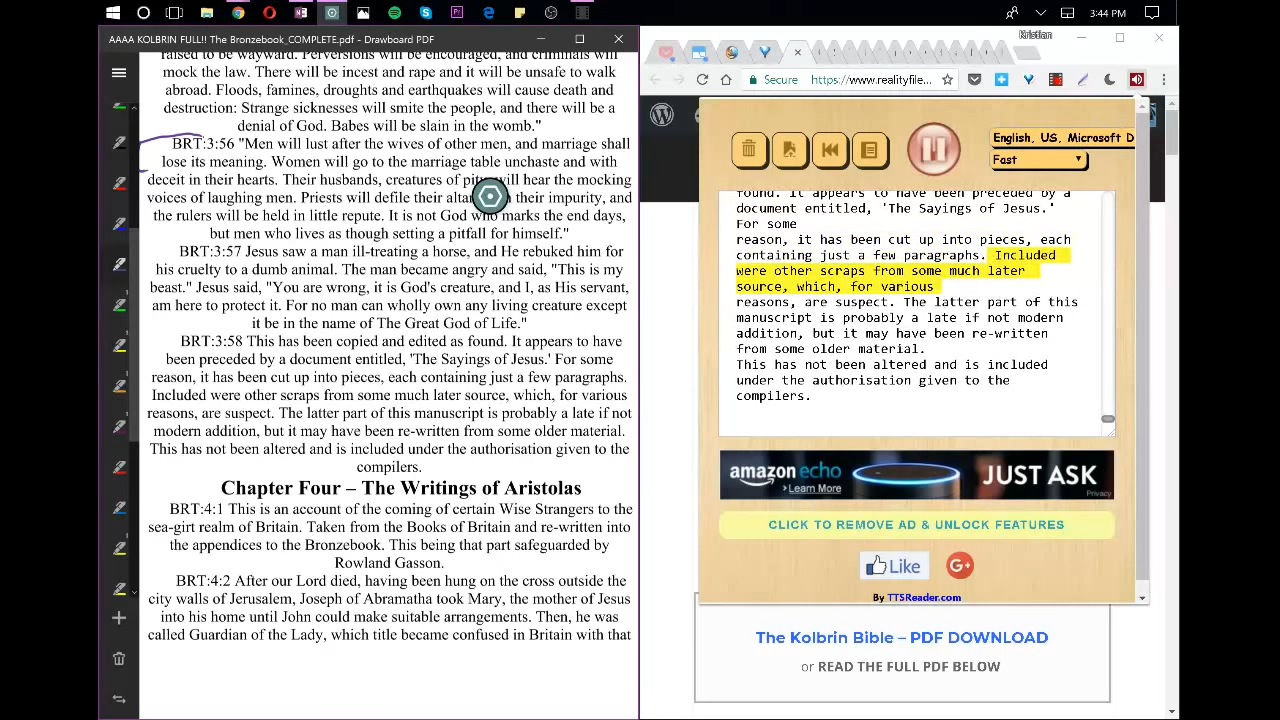 3:44 PM
AAAA KOLBRIN FULL!! The Bronzebook_COMPLETE.pdf - Drawboard PDF
raised to be wayward. Perversions will be encouraged, and criminals will
mock the law. There will be incest and rape and it will be unsafe to walk
abroad. Floods, famines, droughts and earthquakes will cause death and
destruction: Strange sicknesses will smite the people, and there will be a
denial of God. Babes will be slain in the womb."
BRT:3:56 "Men will lust after the wives of other men, and marriage shall
lose its meaning. Women will go to the marriage table unchaste and with
deceit in their hearts. Their husbands, creatures of pity will hear the mocking
voices of laughing men. Priests will defile their altars their impurity, and
the rulers will be held in little repute. It is not God who marks the end days,
but men who lives as though setting a pitfall for himself."
BRT:3:57 Jesus saw a man ill-treating a horse, and He rebuked him for
his cruelty to a dumb animal. The man became angry and said, "This is my
beast." Jesus said, "You are wrong, it is God's creature, and I, as His servant,
am here to protect it. For no man can wholly own any living creature except
it be in the name of The Great God of Life."
BRT:3:58 This has been copied and edited as found. It appears to have
been preceded by a document entitled, 'The Sayings of Jesus.' For some
reason, it has been cut up into pieces, each containing just a few paragraphs.
Included were other scraps from some much later source, which, for various
reasons, are suspect. The latter part of this manuscript is probably a late if not
modern addition, but it may have been re-written from some older material.
This has not been altered and is included under the authorisation given to the
compilers.
Chapter Four – The Writings of Aristolas
BRT:4:1 This is an account of the coming of certain Wise Strangers to the
sea-girt realm of Britain. Taken from the Books of Britain and re-written into
the appendices to the Bronzebook. This being that part safeguarded by
Rowland Gasson.
BRT:4:2 After our Lord died, having been hung on the cross outside the
city walls of Jerusalem, Joseph of Abramatha took Mary, the mother of Jesus
into his home until John could make suitable arrangements. Then, he was
called Guardian of the Lady, which title became confused in Britain with that
Kristian
Secure https://www.realityfile...
English, US, Microsoft D
Fast
found. It appears to have been preceded by a
document entitled, 'The Sayings of Jesus.'
For some
reason, it has been cut up into pieces, each
containing just a few paragraphs. Included
were other scraps from some much later
source, which, for various
reasons, are suspect. The latter part of this
manuscript is probably a late if not modern
addition, but it may have been re-written
from some older material.
This has not been altered and is included
under the authorisation given to the
compilers.
amazon echo
Learn More
JUST ASK
Privacy
CLICK TO REMOVE AD & UNLOCK FEATURES
Like
G+
By TTSReader.com
The Kolbrin Bible – PDF DOWNLOAD
or READ THE FULL PDF BELOW